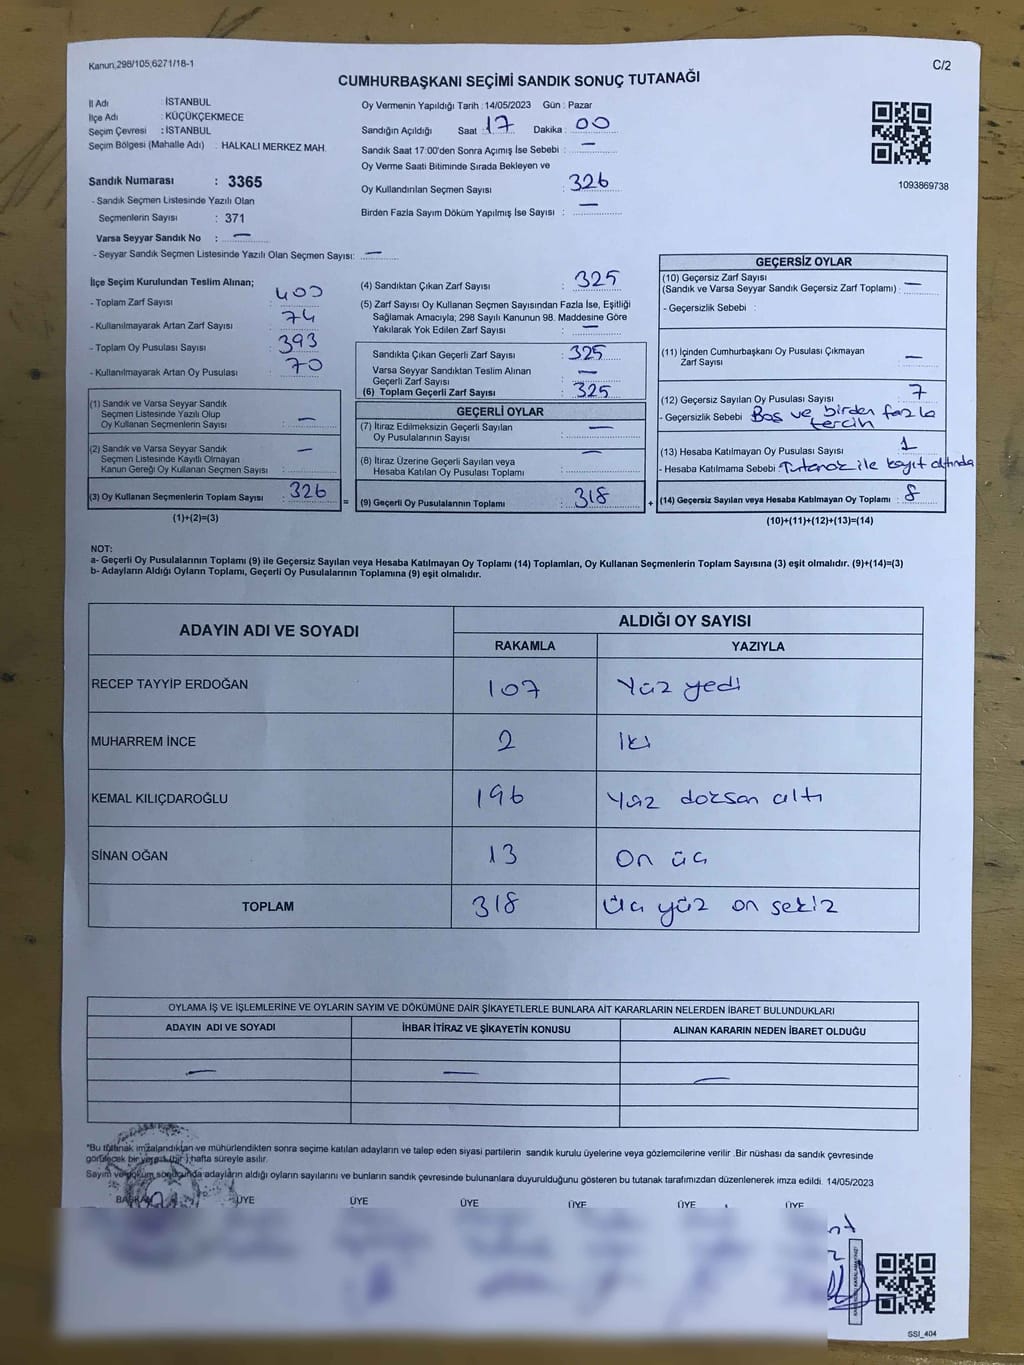 Kanun,298/105,6271/18-1
C/2
CUMHURBAŞKANI SEÇİMİ SANDIK SONUÇ TUTANAĞI
İl Adı : İSTANBUL
İlçe Adı : KÜÇÜKÇEKMECE
Seçim Çevresi : İSTANBUL
Seçim Bölgesi (Mahalle Adı) : HALKALI MERKEZ MAH.
Sandık Numarası : 3365
- Sandık Seçmen Listesinde Yazılı Olan
Seçmenlerin Sayısı : 371
Varsa Seyyar Sandık No : —
- Seyyar Sandık Seçmen Listesinde Yazılı Olan Seçmen Sayısı: —
Oy Vermenin Yapıldığı Tarih : 14/05/2023 Gün : Pazar
Sandığın Açıldığı Saat : 17 Dakika : 00
Sandık Saat 17:00'den Sonra Açımış İse Sebebi : —
Oy Verme Saati Bitiminde Sırada Bekleyen ve
Oy Kullandırılan Seçmen Sayısı : 326
Birden Fazla Sayım Döküm Yapılmış İse Sayısı : —
1093869738
İlçe Seçim Kurulundan Teslim Alınan;
- Toplam Zarf Sayısı : 400
- Kullanılmayarak Artan Zarf Sayısı : 74
- Toplam Oy Pusulası Sayısı : 393
- Kullanılmayarak Artan Oy Pusulası : 70
(1) Sandık ve Varsa Seyyar Sandık
Seçmen Listesinde Yazılı Olup
Oy Kullanan Seçmenlerin Sayısı : —
(2) Sandık ve Varsa Seyyar Sandık
Seçmen Listesinde Kayıtlı Olmayan
Kanun Gereği Oy Kullanan Seçmen Sayısı : —
(3) Oy Kullanan Seçmenlerin Toplam Sayısı : 326
(1)+(2)=(3)
=
(4) Sandıktan Çıkan Zarf Sayısı : 325
(5) Zarf Sayısı Oy Kullanan Seçmen Sayısından Fazla İse, Eşitliği
Sağlamak Amacıyla; 298 Sayılı Kanunun 98. Maddesine Göre
Yakılarak Yok Edilen Zarf Sayısı : —
Sandıkta Çıkan Geçerli Zarf Sayısı : 325
Varsa Seyyar Sandıktan Teslim Alınan
Geçerli Zarf Sayısı : —
(6) Toplam Geçerli Zarf Sayısı : 325
GEÇERLİ OYLAR
(7) İtiraz Edilmeksizin Geçerli Sayılan
Oy Pusulalarının Sayısı : —
(8) İtiraz Üzerine Geçerli Sayılan veya
Hesaba Katılan Oy Pusulası Toplamı : —
(9) Geçerli Oy Pusulalarının Toplamı : 318
+
GEÇERSİZ OYLAR
(10) Geçersiz Zarf Sayısı
(Sandık ve Varsa Seyyar Sandık Geçersiz Zarf Toplamı) : —
- Geçersizlik Sebebi :
(11) İçinden Cumhurbaşkanı Oy Pusulası Çıkmayan
Zarf Sayısı : —
(12) Geçersiz Sayılan Oy Pusulası Sayısı : 7
- Geçersizlik Sebebi Boş ve birden fazla
tercih
(13) Hesaba Katılmayan Oy Pusulası Sayısı : 1
- Hesaba Katılmama Sebebi : Tutanak ile kayıt altında
(14) Geçersiz Sayılan veya Hesaba Katılmayan Oy Toplamı : 8
(10)+(11)+(12)+(13)=(14)
NOT:
a- Geçerli Oy Pusulalarının Toplamı (9) ile Geçersiz Sayılan veya Hesaba Katılmayan Oy Toplamı (14) Toplamları, Oy Kullanan Seçmenlerin Toplam Sayısına (3) eşit olmalıdır. (9)+(14)=(3)
b- Adayların Aldığı Oyların Toplamı, Geçerli Oy Pusulalarının Toplamına (9) eşit olmalıdır.
ADAYIN ADI VE SOYADI
ALDIĞI OY SAYISI
RAKAMLA
YAZIYLA
RECEP TAYYİP ERDOĞAN 107 Yüz yedi
MUHARREM İNCE 2 İki
KEMAL KILIÇDAROĞLU 196 Yüz doksan altı
SİNAN OĞAN 13 On üç
TOPLAM 318 Üç yüz on sekiz
OYLAMA İŞ VE İŞLEMLERİNE VE OYLARIN SAYIM VE DÖKÜMÜNE DAİR ŞİKAYETLERLE BUNLARA AİT KARARLARIN NELERDEN İBARET BULUNDUKLARI
ADAYIN ADI VE SOYADI
İHBAR İTİRAZ VE ŞİKAYETİN KONUSU
ALINAN KARARIN NEDEN İBARET OLDUĞU
— — —
*Bu tutanak imzalandıktan ve mühürlendikten sonra seçime katılan adayların ve talep eden siyasi partilerin sandık kurulu üyelerine veya gözlemcilerine verilir .Bir nüshası da sandık çevresinde
görülecek bir yere (bir ) hafta süreyle asılır.
Sayım ve döküm sonucunda adayların aldığı oyların sayılarını ve bunların sandık çevresinde bulunanlara duyurulduğunu gösteren bu tutanak tarafımızdan düzenlenerek imza edildi. 14/05/2023
BAŞKAN ÜYE ÜYE ÜYE ÜYE ÜYE ÜYE
SSI_404